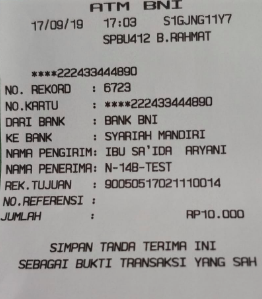 ATM BNI
17/09/19 17:03 S1GJNG11Y7
SPBU412 B.RAHMAT
****222433444890
NO. REKORD : 6723
NO.KARTU : ****222433444890
DARI BANK : BANK BNI
KE BANK : SYARIAH MANDIRI
NAMA PENGIRIM: IBU SA'IDA ARYANI
NAMA PENERIMA: N-14B-TEST
REK.TUJUAN : 90050517021110014
NO.REFERENSI :
JUMLAH : RP10.000
SIMPAN TANDA TERIMA INI
SEBAGAI BUKTI TRANSAKSI YANG SAH